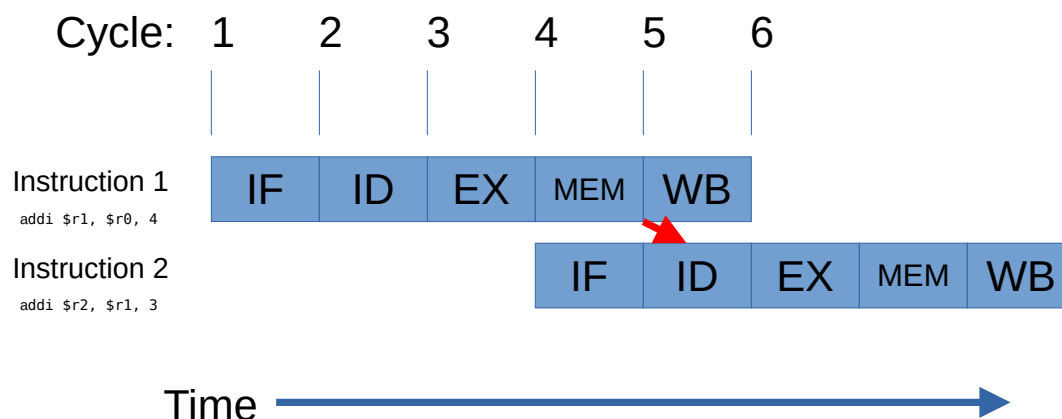 Cycle: 1 2 3 4 5 6
Instruction 1 IF ID EX MEM WB
addi $r1, $r0, 4
Instruction 2 IF ID EX MEM WB
addi $r2, $r1, 3
Time